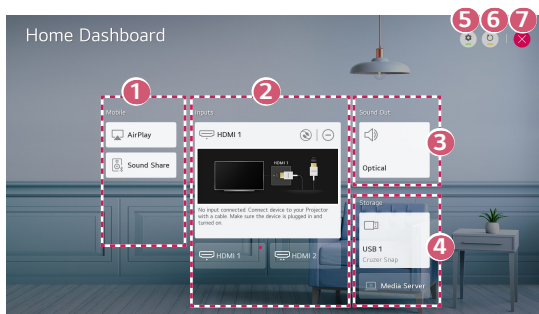 Home Dashboard
5 6 7
1
2
Mobile
Inputs
Sound Out
AirPlay
Sound Share
HDMI 1
HDMI 1
No input connected. Connect device to your Projector
with a cable. Make sure the device is plugged in and
turned on.
HDMI 1
HDMI 2
3
Optical
Storage
4
USB 1
Cruzer Snap
Media Server